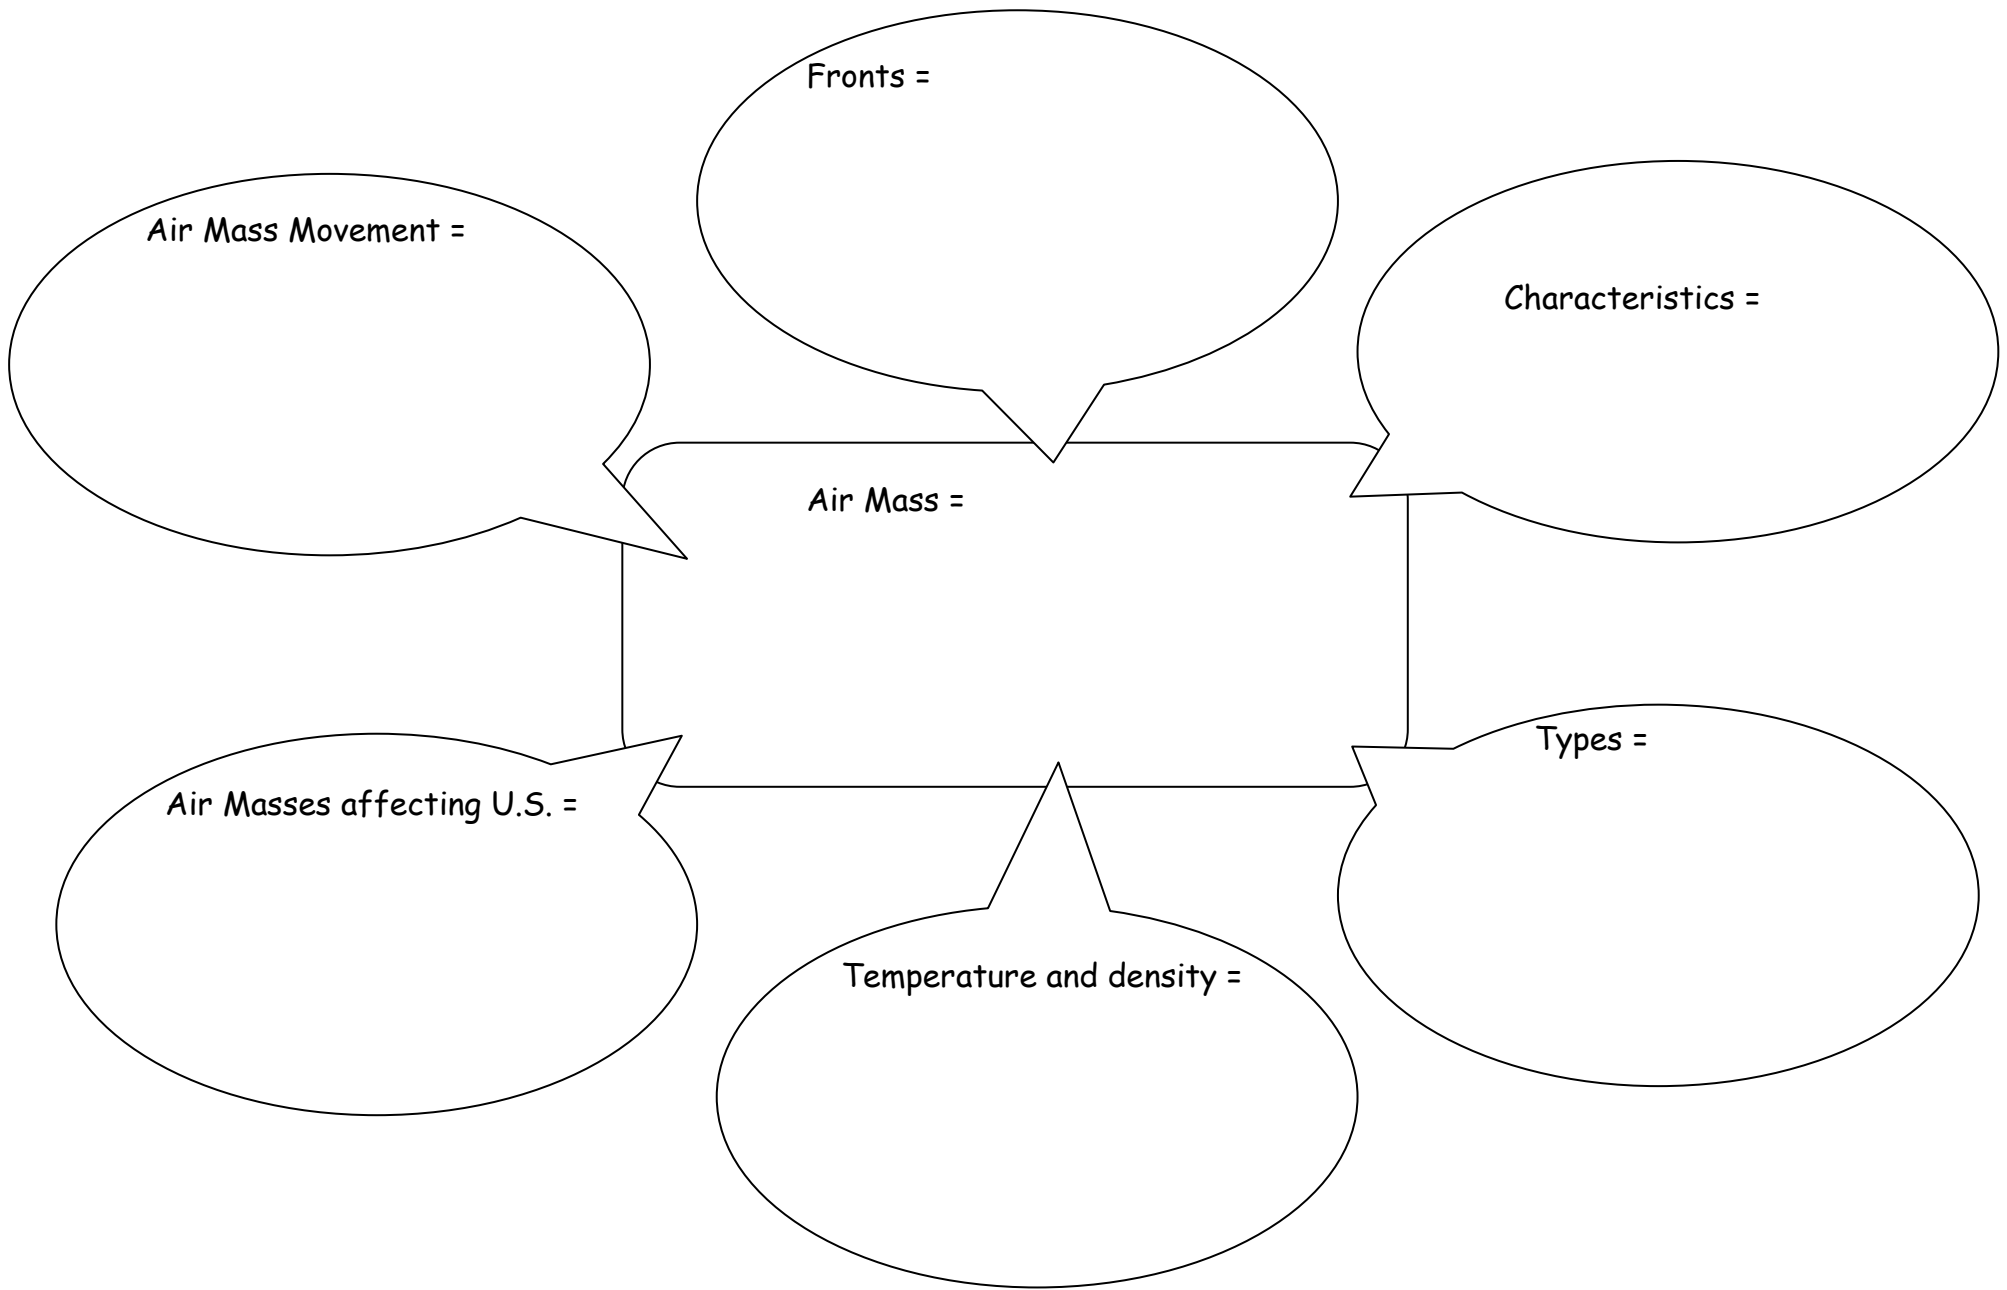 Fronts =
Air Mass Movement =
Characteristics =
Air Mass =
Types =
Air Masses affecting U.S. =
Temperature and density =